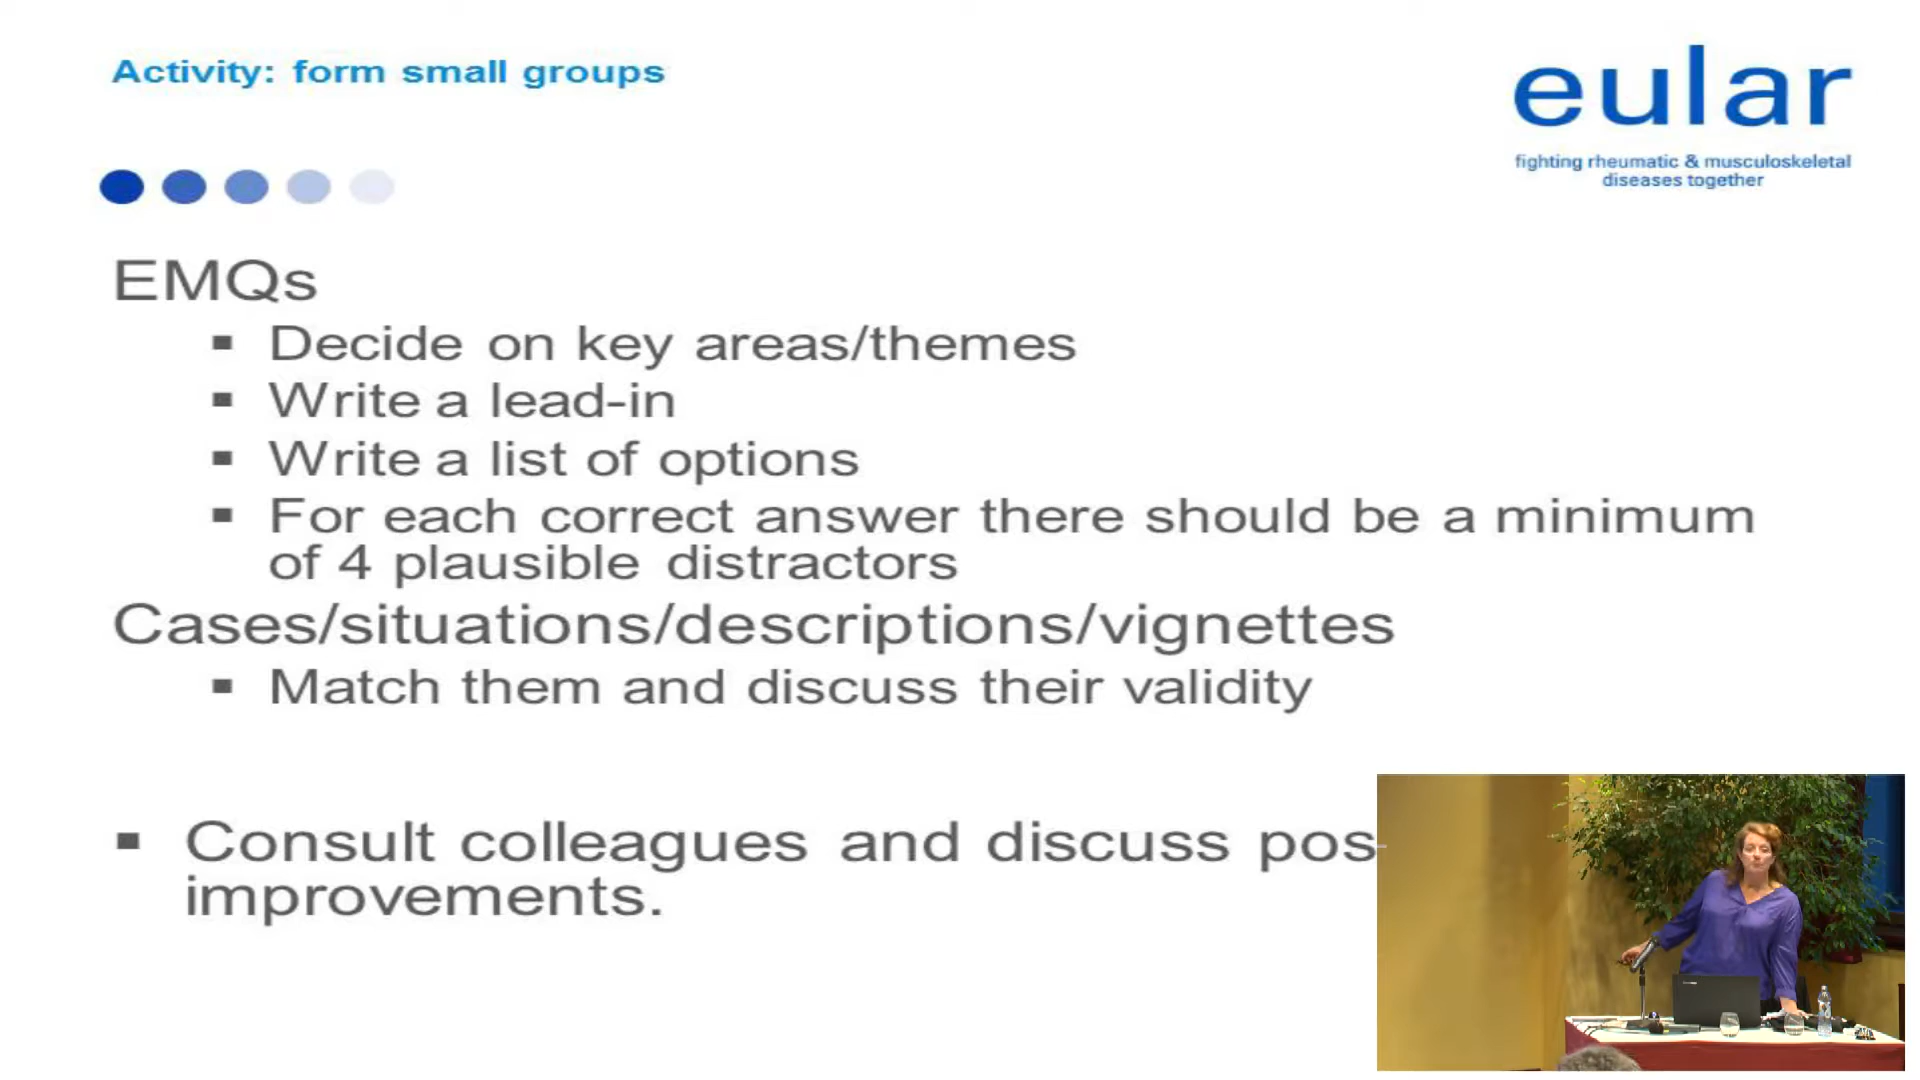 Activity: form small groups
eular
fighting rheumatic & musculoskeletal
diseases together
EMQs
▪ Decide on key areas/themes
▪ Write a lead-in
▪ Write a list of options
▪ For each correct answer there should be a minimum
of 4 plausible distractors
Cases/situations/descriptions/vignettes
▪ Match them and discuss their validity
▪ Consult colleagues and discuss pos
improvements.